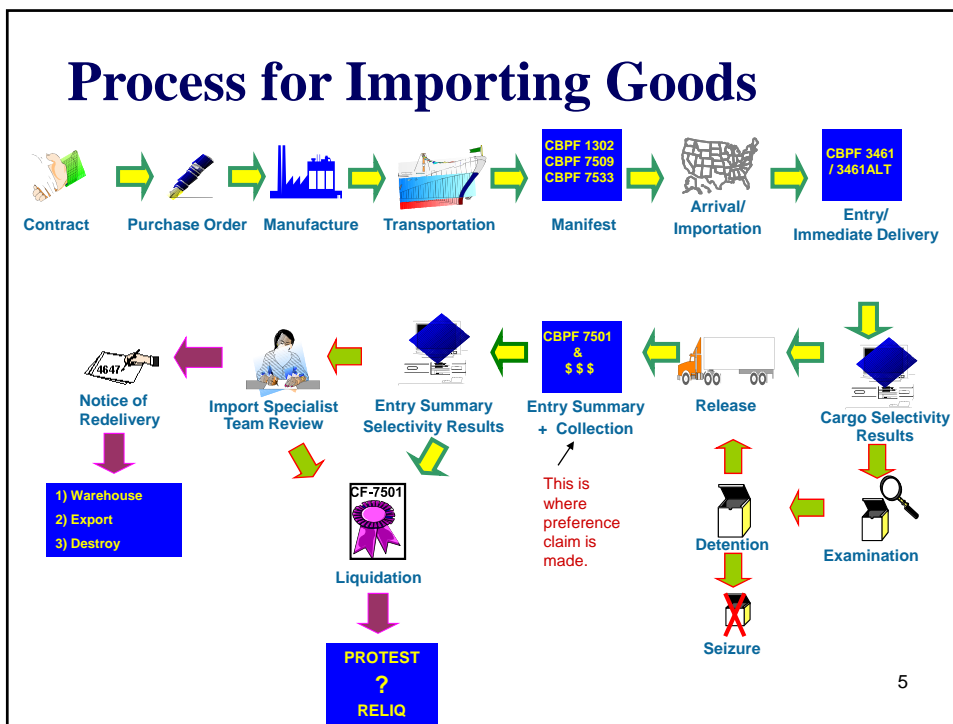 Process for Importing Goods
CBPF 1302
CBPF 7509
CBPF 7533
CBPF 3461
/ 3461ALT
Contract
Purchase Order
Manufacture
Transportation
Manifest
Arrival/
Importation
Entry/
Immediate Delivery
4647
Notice of
Redelivery
Import Specialist
Team Review
Entry Summary
Selectivity Results
CBPF 7501
&
$ $ $
Entry Summary
+ Collection
Release
Cargo Selectivity
Results
1) Warehouse
2) Export
3) Destroy
CF-7501
Liquidation
This is
where
preference
claim is
made.
Detention
Examination
Seizure
PROTEST
?
RELIQ
5